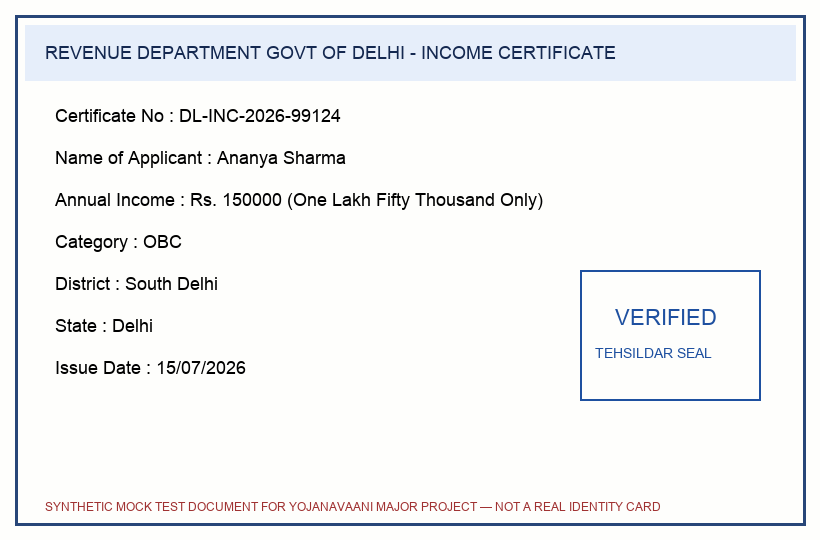 REVENUE DEPARTMENT GOVT OF DELHI - INCOME CERTIFICATE
Certificate No : DL-INC-2026-99124
Name of Applicant : Ananya Sharma
Annual Income : Rs. 150000 (One Lakh Fifty Thousand Only)
Category : OBC
District : South Delhi
State : Delhi
Issue Date : 15/07/2026
VERIFIED
TEHSILDAR SEAL
SYNTHETIC MOCK TEST DOCUMENT FOR YOJANAVAANI MAJOR PROJECT — NOT A REAL IDENTITY CARD